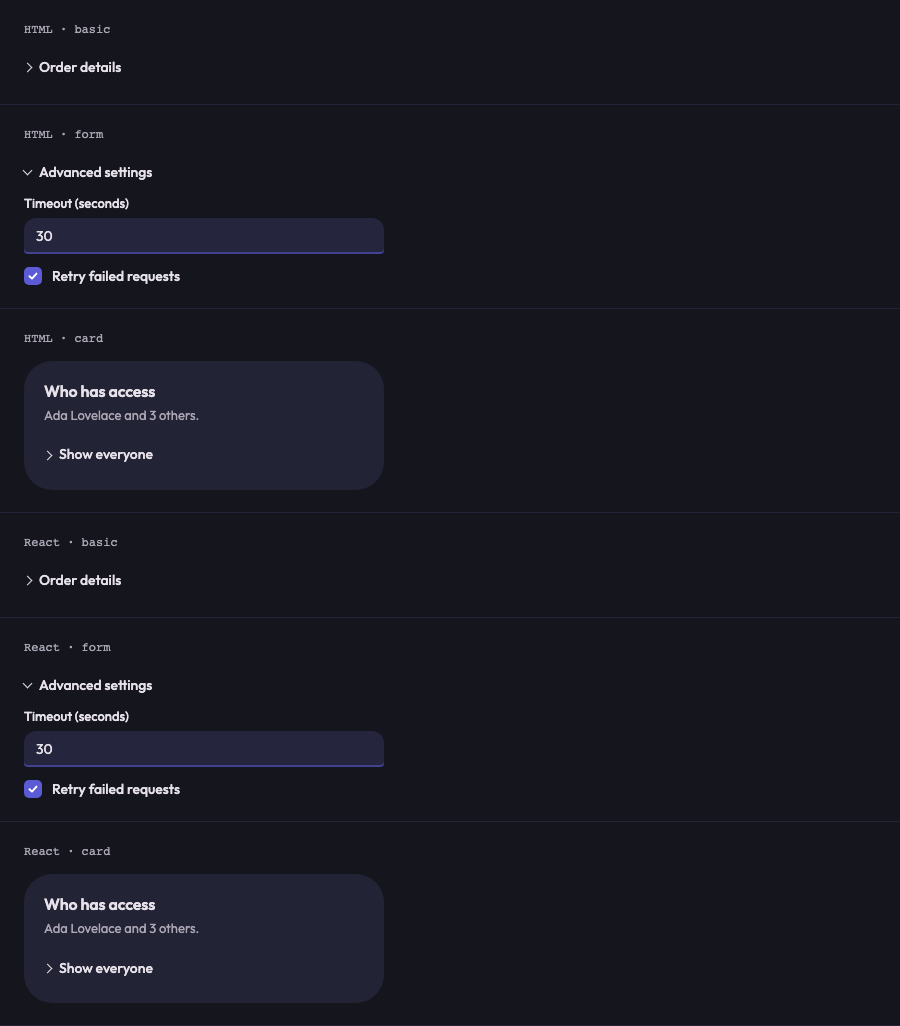 HTML · basic
Order details
HTML · form
Advanced settings
Timeout (seconds)
30
Retry failed requests
HTML · card
Who has access
Ada Lovelace and 3 others.
Show everyone
React · basic
Order details
React · form
Advanced settings
Timeout (seconds)
30
Retry failed requests
React · card
Who has access
Ada Lovelace and 3 others.
Show everyone